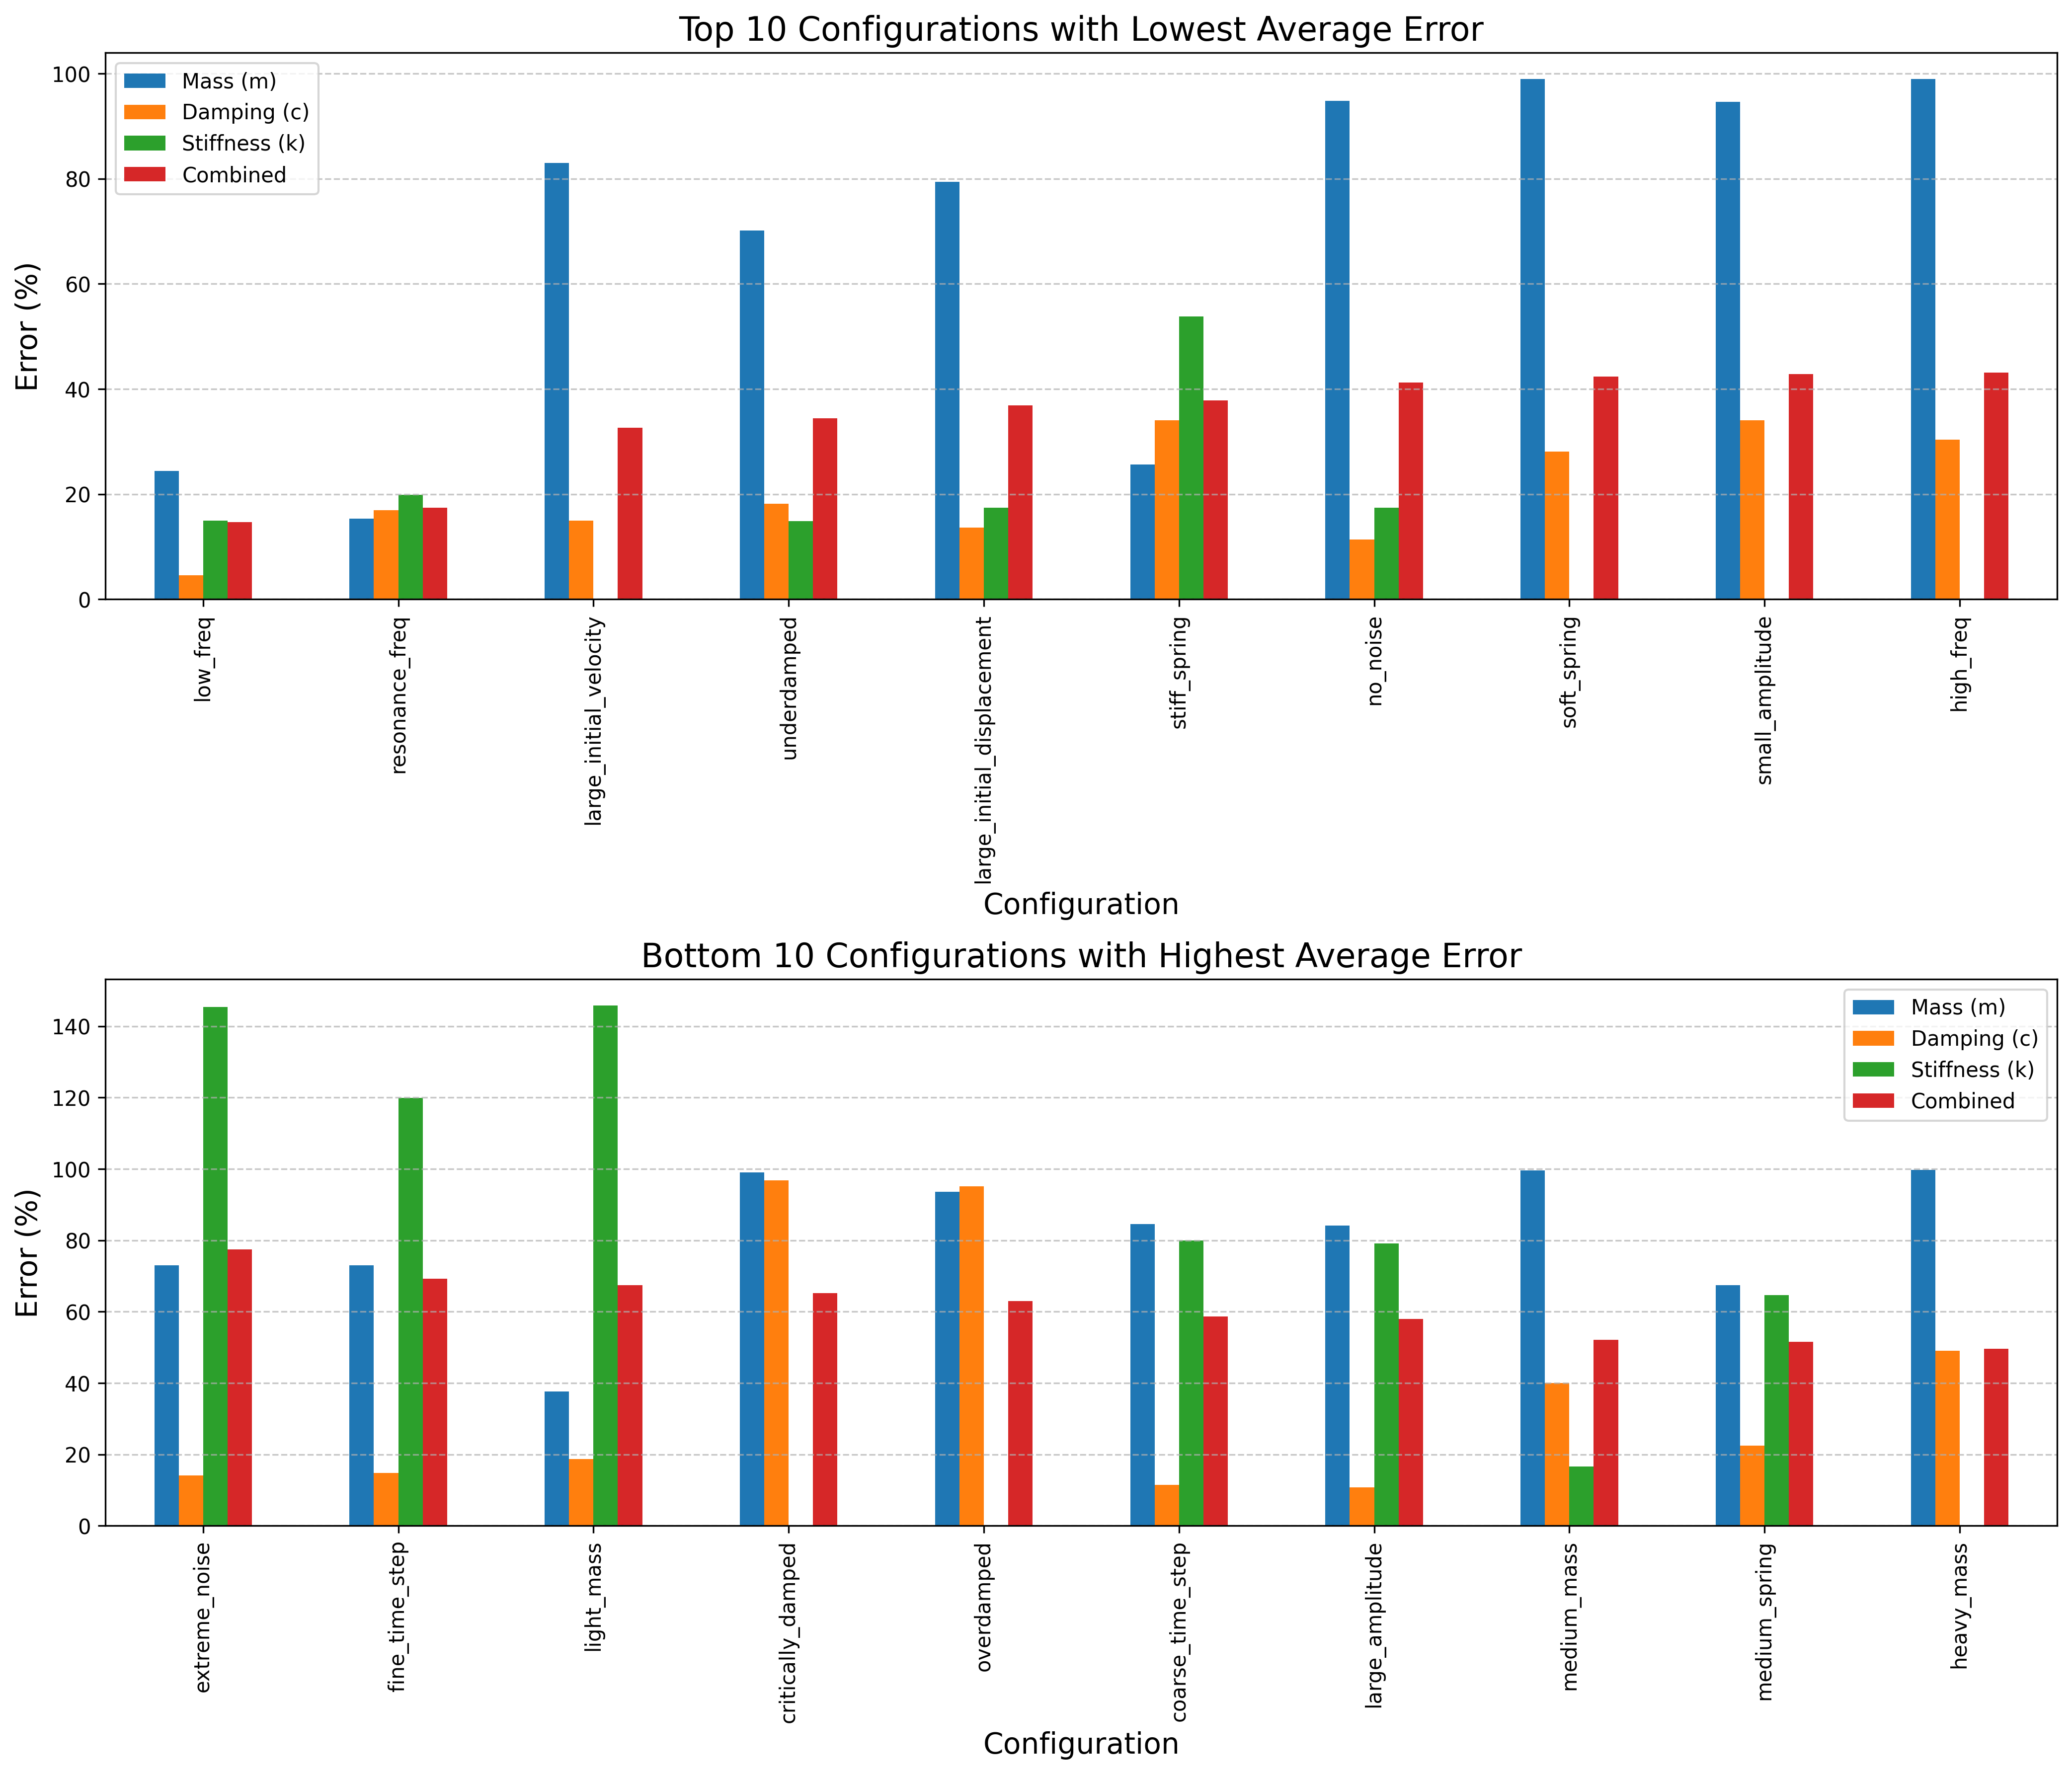 Top 10 Configurations with Lowest Average Error
Error (%)
100
80
60
40
20
0
Mass (m)
Damping (c)
Stiffness (k)
Combined
low_freq
resonance_freq
large_initial_velocity
underdamped
large_initial_displacement
stiff_spring
no_noise
soft_spring
small_amplitude
high_freq
Configuration
Bottom 10 Configurations with Highest Average Error
Error (%)
140
120
100
80
60
40
20
0
Mass (m)
Damping (c)
Stiffness (k)
Combined
extreme_noise
fine_time_step
light_mass
critically_damped
overdamped
coarse_time_step
large_amplitude
medium_mass
medium_spring
heavy_mass
Configuration